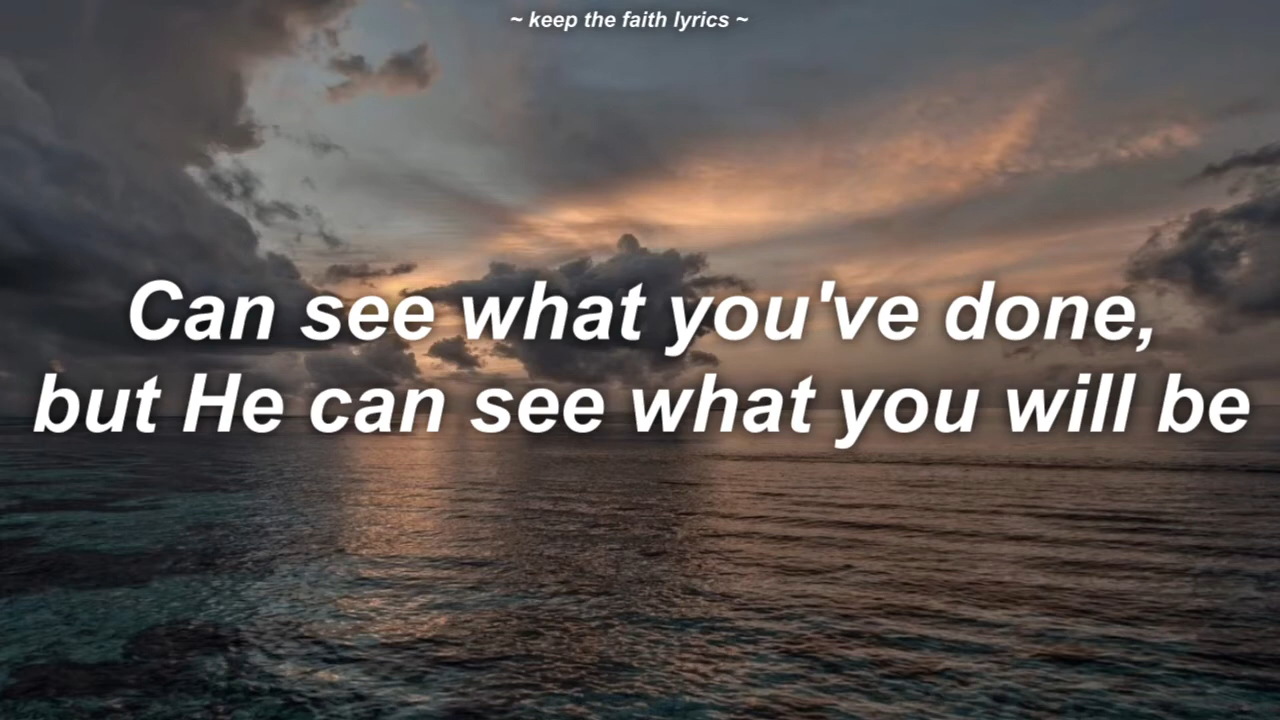 ~ keep the faith lyrics ~
Can see what you've done,
but He can see what you will be